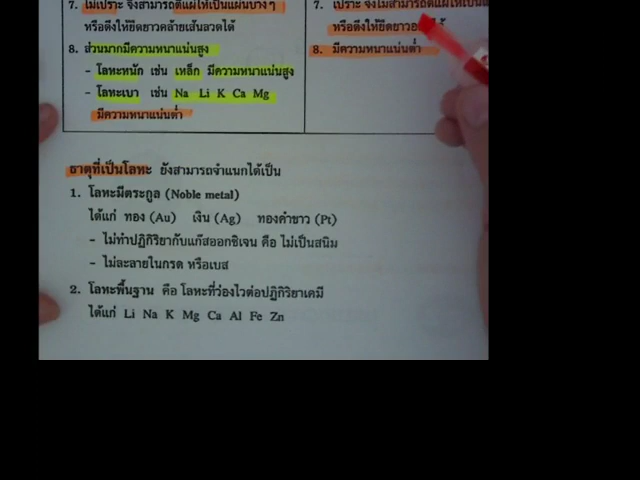 7. ไม่เปราะ จึงสามารถตีแผ่ให้เป็นแผ่นบาง ๆ
หรือดึงให้ยืดยาวคล้ายเส้นลวดได้
8. ส่วนมากมีความหนาแน่นสูง
- โลหะหนัก เช่น เหล็ก มีความหนาแน่นสูง
- โลหะเบา เช่น Na Li K Ca Mg
มีความหนาแน่นต่ำ
7. เปราะ จึงไม่สามารถตีแผ่ให้เป็น
หรือดึงให้ยืดยาว ได้
8. มีความหนาแน่นต่ำ
ธาตุที่เป็นโลหะ ยังสามารถจำแนกได้เป็น
1. โลหะมีตระกูล (Noble metal)
ได้แก่ ทอง (Au) เงิน (Ag) ทองคำขาว (Pt)
- ไม่ทำปฏิกิริยากับแก๊สออกซิเจน คือ ไม่เป็นสนิม
- ไม่ละลายในกรด หรือเบส
2. โลหะพื้นฐาน คือ โลหะที่ว่องไวต่อปฏิกิริยาเคมี
ได้แก่ Li Na K Mg Ca Al Fe Zn